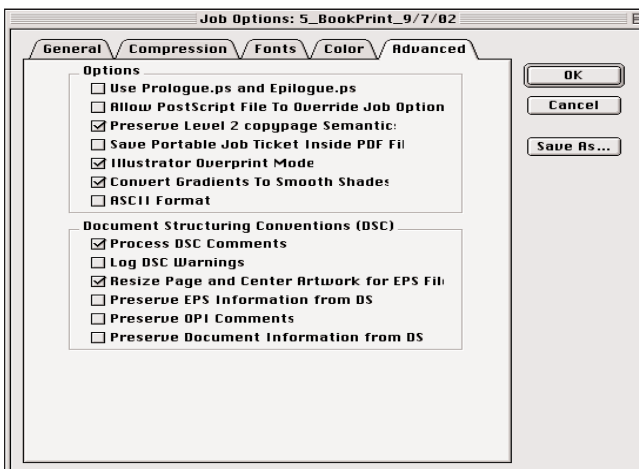 Job Options: 5_BookPrint_9/7/02
General Compression Fonts Color Advanced
Options
Use Prologue.ps and Epilogue.ps
Allow PostScript File To Override Job Option
Preserve Level 2 copypage Semantic
Save Portable Job Ticket Inside PDF Fil
Illustrator Overprint Mode
Convert Gradients To Smooth Shades
ASCII Format
Document Structuring Conventions (DSC)
Process DSC Comments
Log DSC Warnings
Resize Page and Center Artwork for EPS Fil
Preserve EPS Information from DS
Preserve OPI Comments
Preserve Document Information from DS
OK
Cancel
Save As...